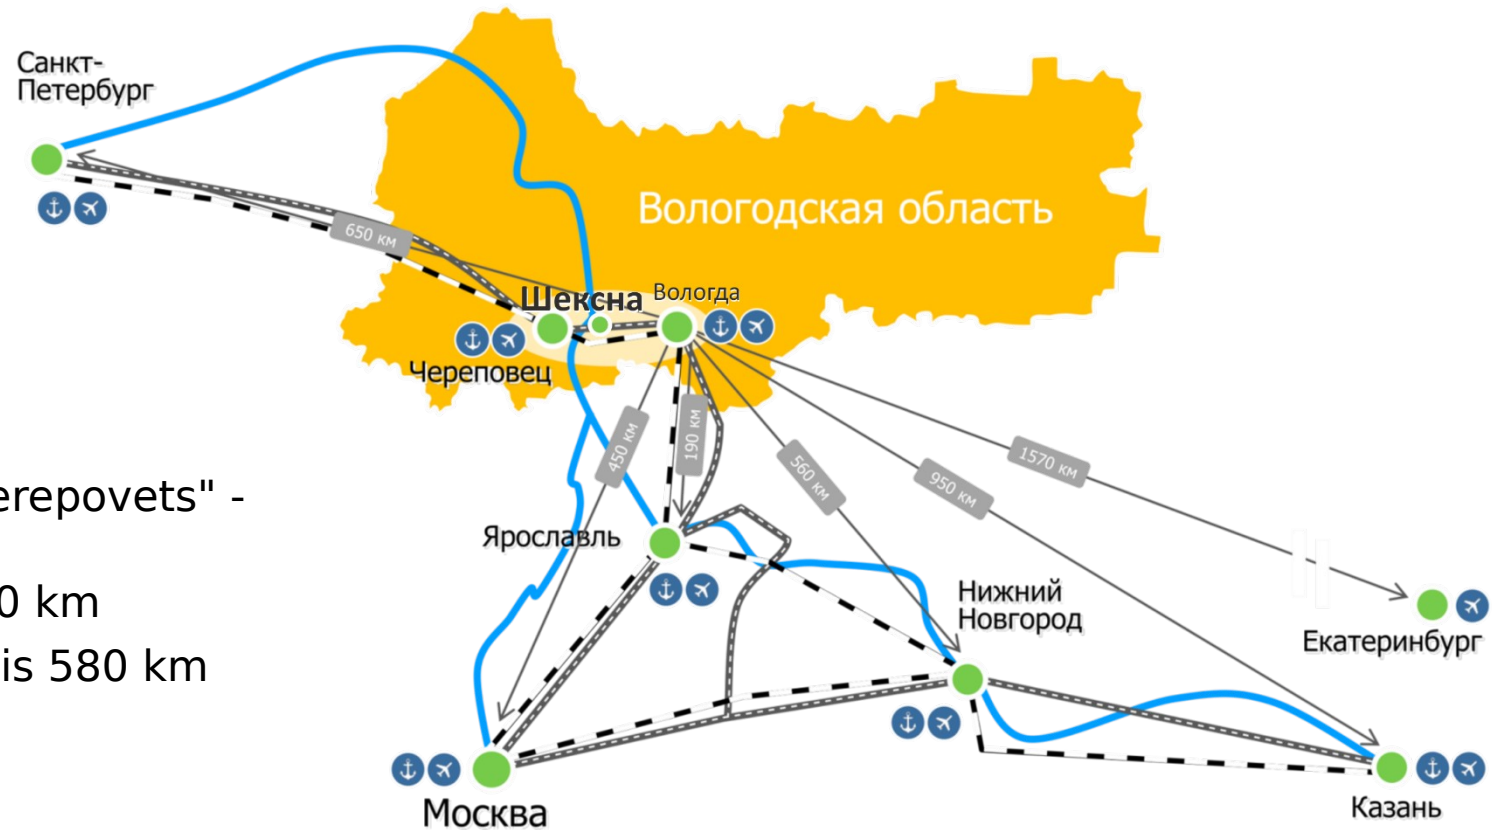 Санкт-
Петербург
Вологодская область
650 км
Шексна
Вологда
Череповец
450 км
190 км
560 км
950 км
1570 км
erepovets" -
Ярославль
0 km
is 580 km
Нижний
Новгород
Екатеринбург
Москва
Казань